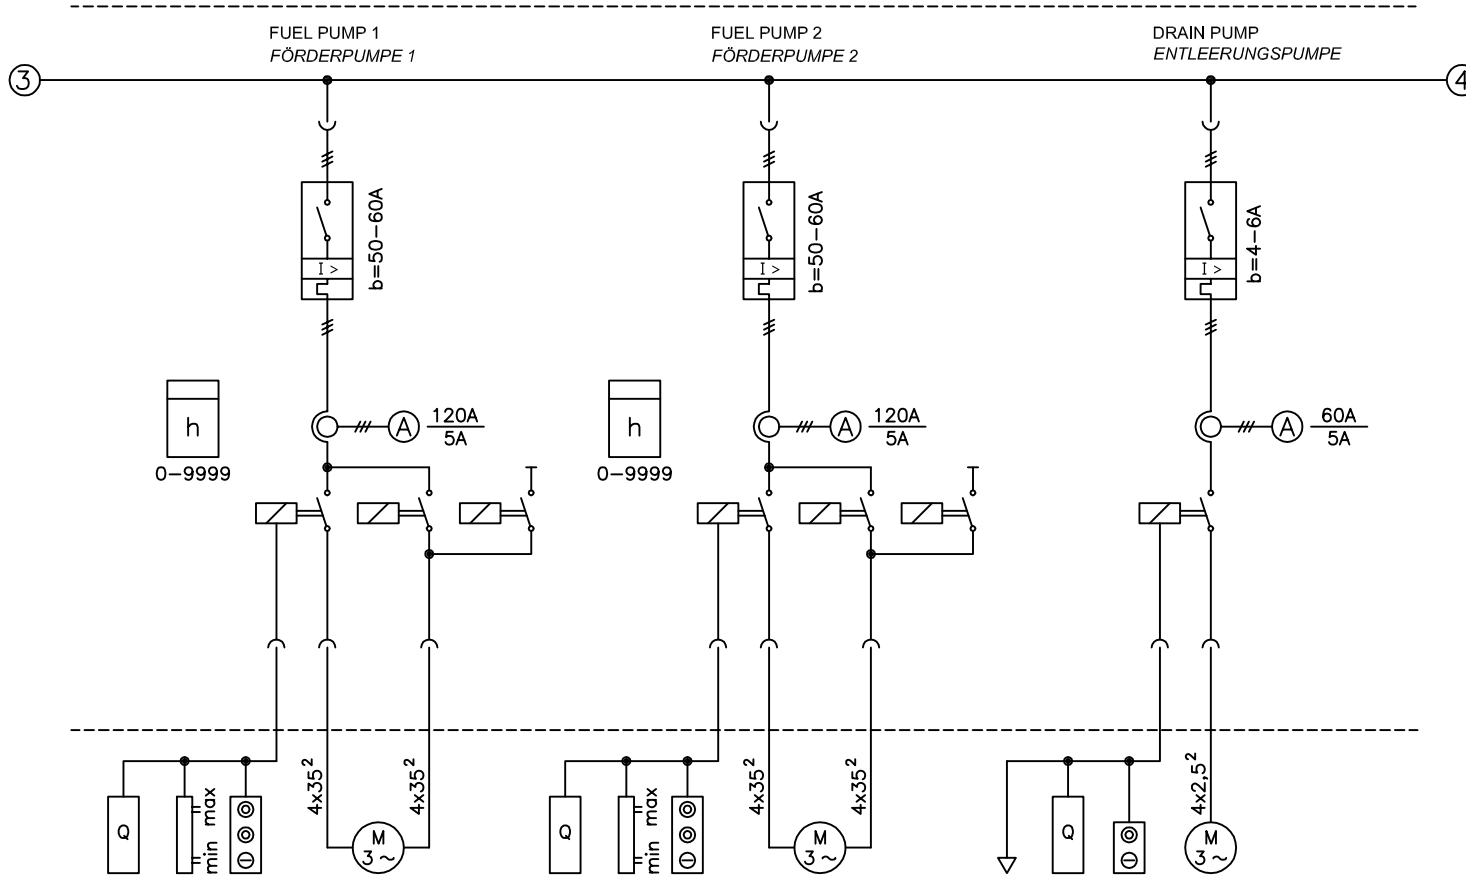 FUEL PUMP 1
FÖRDERPUMPE 1
FUEL PUMP 2
FÖRDERPUMPE 2
DRAIN PUMP
ENTLEERUNGSPUMPE
3
4
b=50-60A
I >
b=50-60A
I >
b=4-6A
I >
h
0-9999
A
120A
5A
h
0-9999
A
120A
5A
A
60A
5A
4x35²
4x35²
4x35²
4x35²
4x2,5²
Q
min max
M
3 ~
Q
min max
M
3 ~
Q
M
3 ~